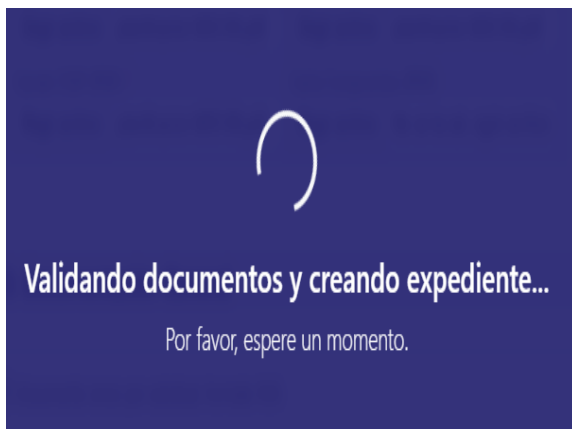 Validando documentos y creando expediente...
Por favor, espere un momento.